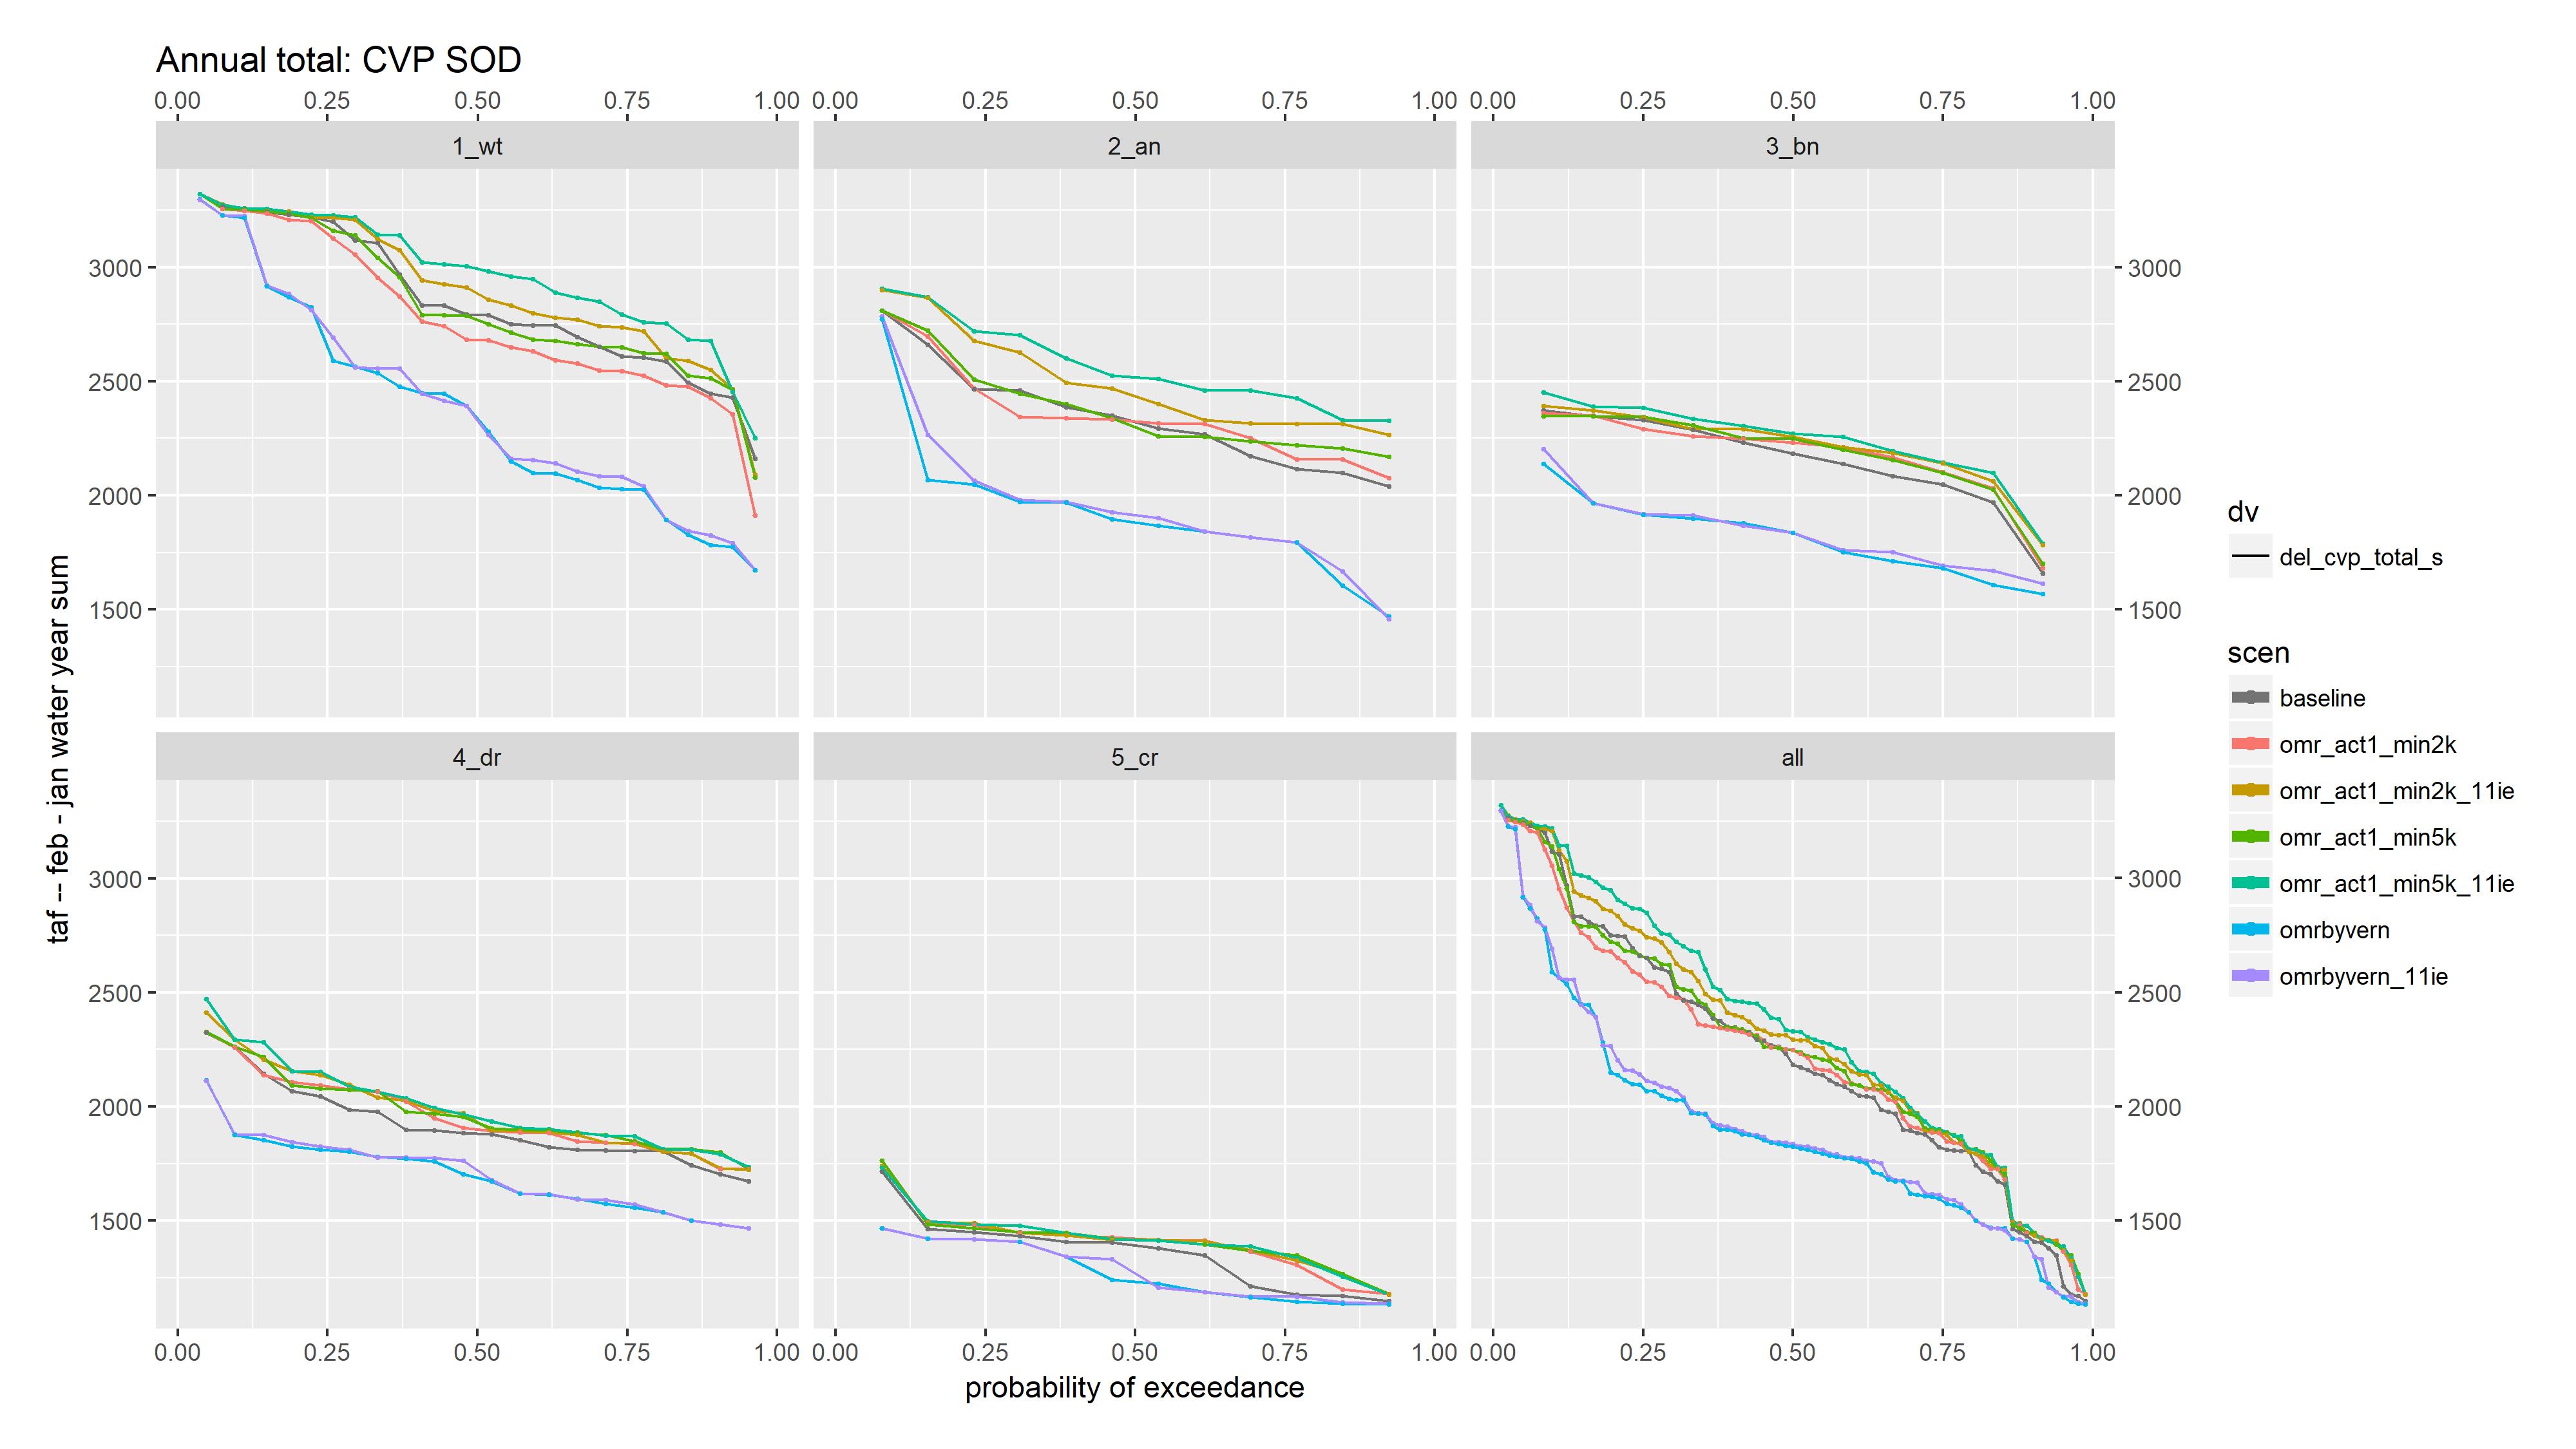 Annual total: CVP SOD
0.00 0.25 0.50 0.75 1.00 0.00 0.25 0.50 0.75 1.00 0.00 0.25 0.50 0.75 1.00
1_wt 2_an 3_bn
3000 3000
2500 2500
2000 2000
1500 1500
taf -- feb - jan water year sum
4_dr 5_cr all
3000 3000
2500 2500
2000 2000
1500 1500
0.00 0.25 0.50 0.75 1.00 0.00 0.25 0.50 0.75 1.00 0.00 0.25 0.50 0.75 1.00
probability of exceedance
dv
del_cvp_total_s
scen
baseline
omr_act1_min2k
omr_act1_min2k_11ie
omr_act1_min5k
omr_act1_min5k_11ie
omrbyvern
omrbyvern_11ie